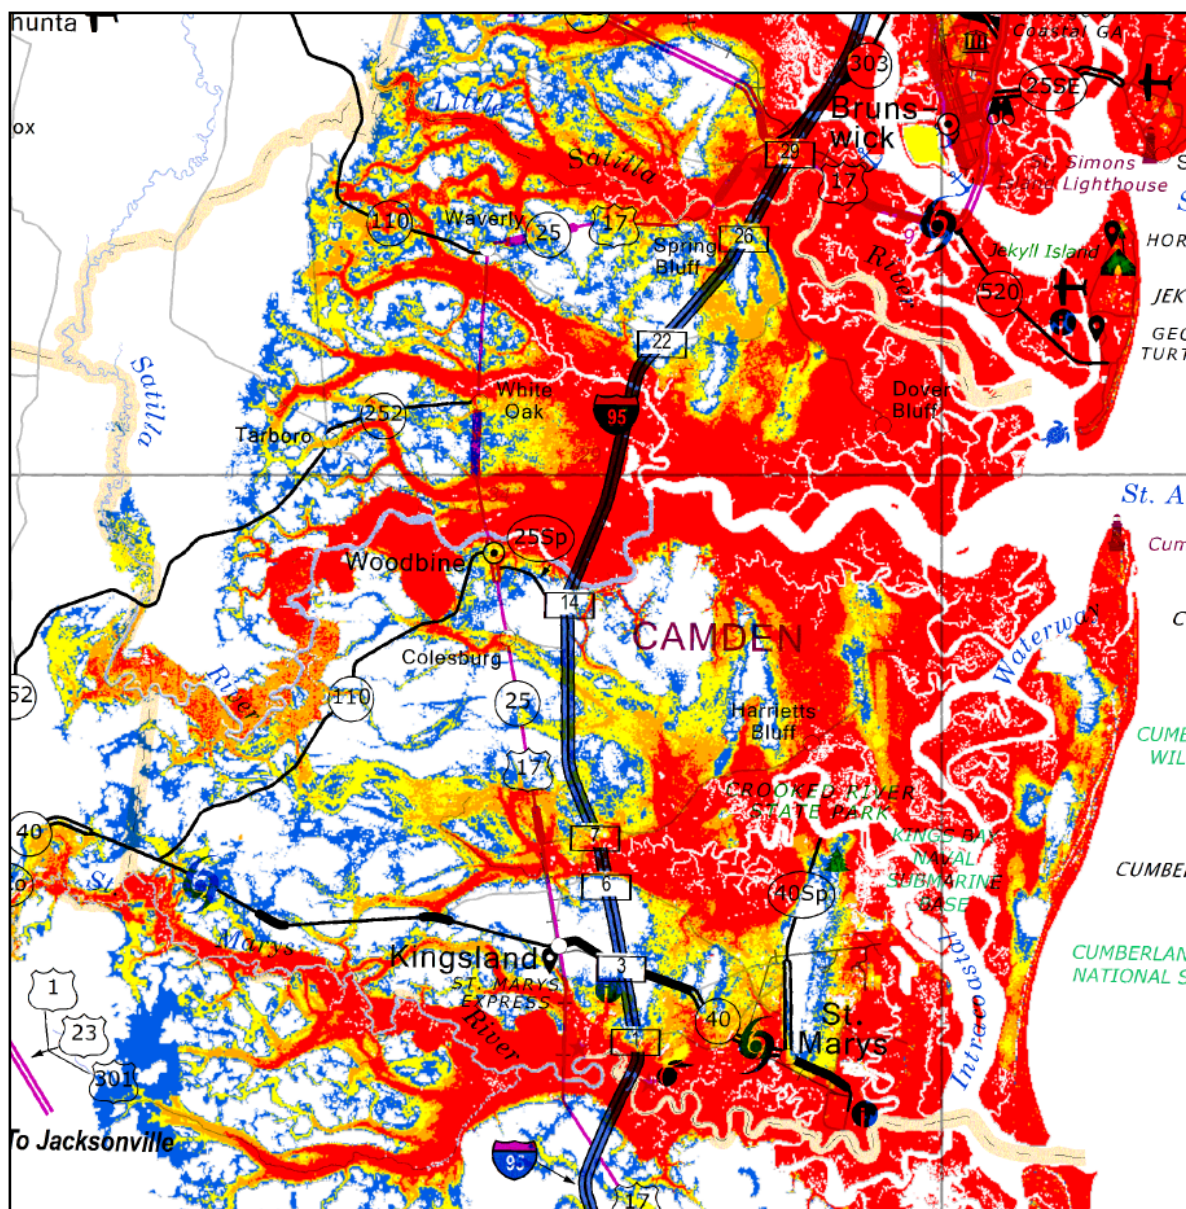 hunta
Coastal GA
303
25SE
Bruns-
wick
ox
Little
Satilla
29
17
St. Simons
Island Lighthouse
S
110
Waverly
25
17
26
Spring
Bluff
9
River
Jekyll Island
HOR
520
JEK
GEO
TURT
22
Satilla
White
Oak
95
Dover
Bluff
252
Tarboro
St. A
25Sp
Woodbine
Cum
14
CAMDEN
C
Waterway
Colesburg
River
52
110
25
Harrietts
Bluff
CUMB
WIL
17
CROOKED RIVER
STATE PARK
40
7
KINGS BAY
NAVAL
SUBMARINE
BASE
CUMBE
St.
6
40Sp
Marys
Kingsland
3
ST. MARYS
EXPRESS
CUMBERLAN
NATIONAL S
Intracoastal
1
River
40
St.
Marys
23
1
301
To Jacksonville
95
17